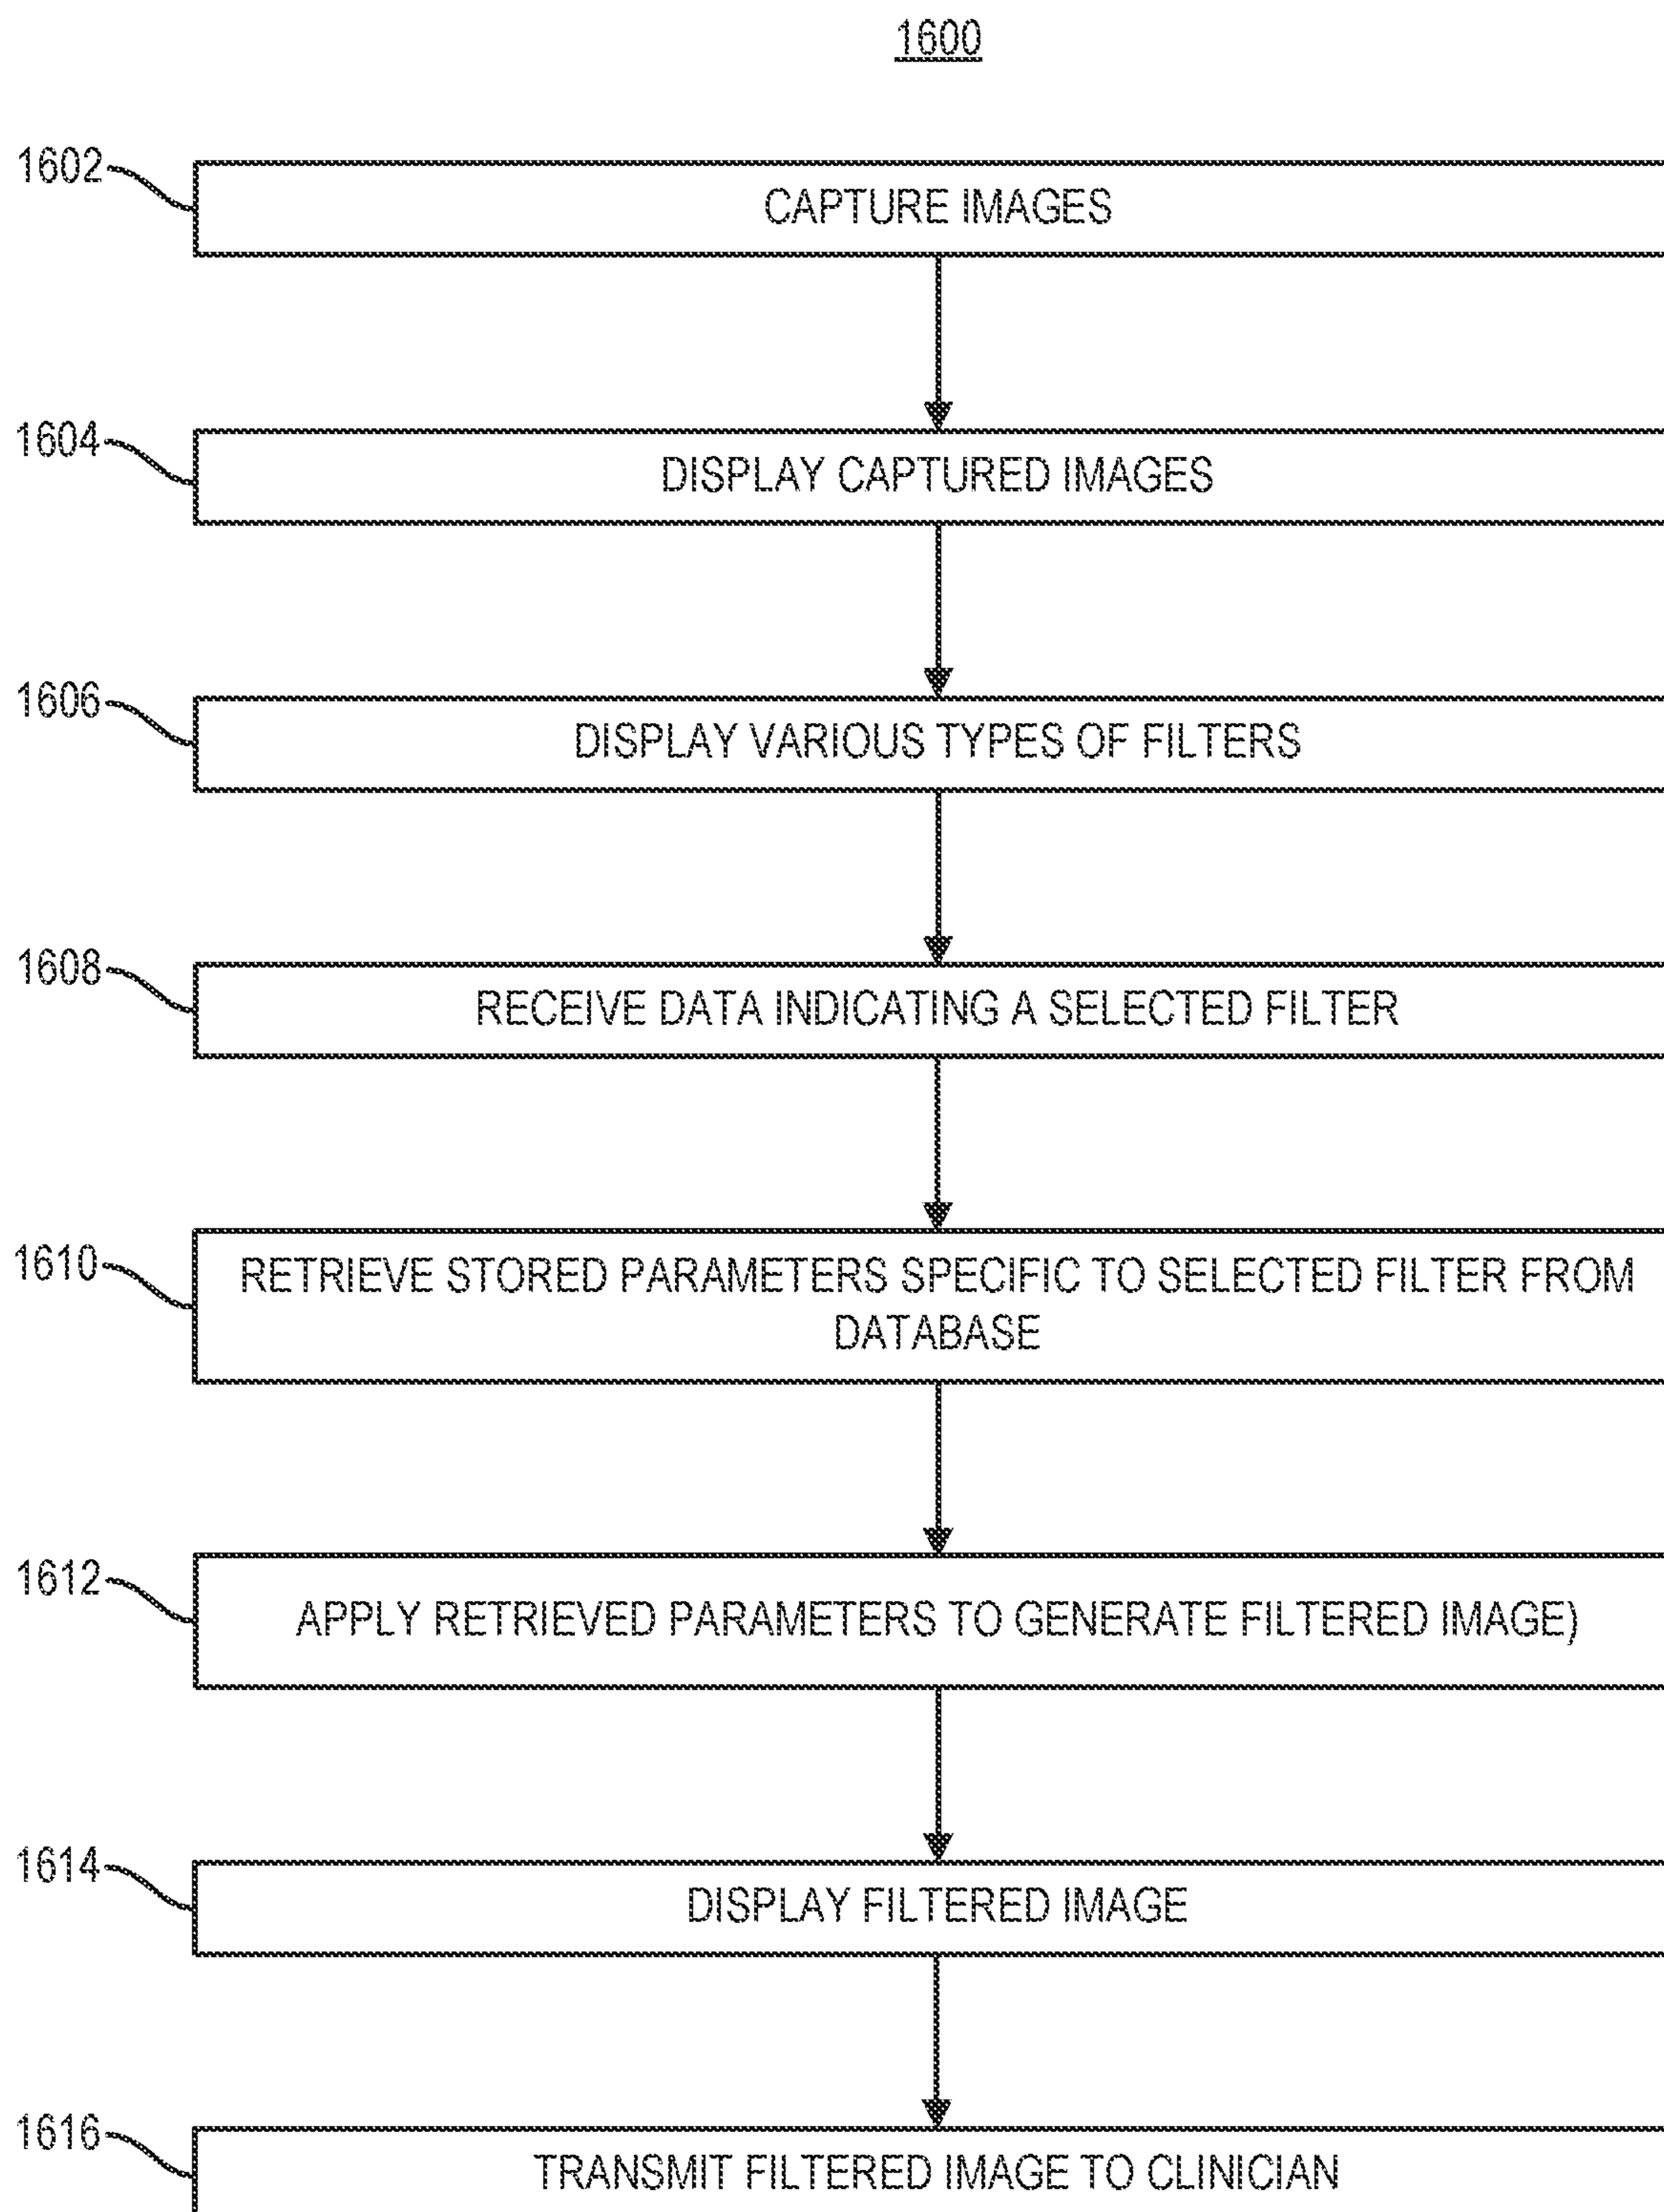 1600
1602
CAPTURE IMAGES
1604
DISPLAY CAPTURED IMAGES
1606
DISPLAY VARIOUS TYPES OF FILTERS
1608
RECEIVE DATA INDICATING A SELECTED FILTER
1610
RETRIEVE STORED PARAMETERS SPECIFIC TO SELECTED FILTER FROM
DATABASE
1612
APPLY RETRIEVED PARAMETERS TO GENERATE FILTERED IMAGE)
1614
DISPLAY FILTERED IMAGE
1616
TRANSMIT FILTERED IMAGE TO CLINICIAN